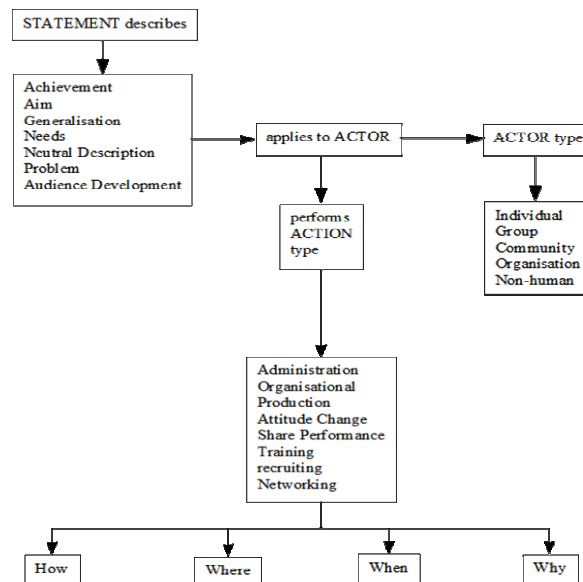 STATEMENT describes
Achievement
Aim
Generalisation
Needs
Neutral Description
Problem
Audience Development
applies to ACTOR
ACTOR type
performs
ACTION
type
Individual
Group
Community
Organisation
Non-human
Administration
Organisational
Production
Attitude Change
Share Performance
Training
recruiting
Networking
How
Where
When
Why